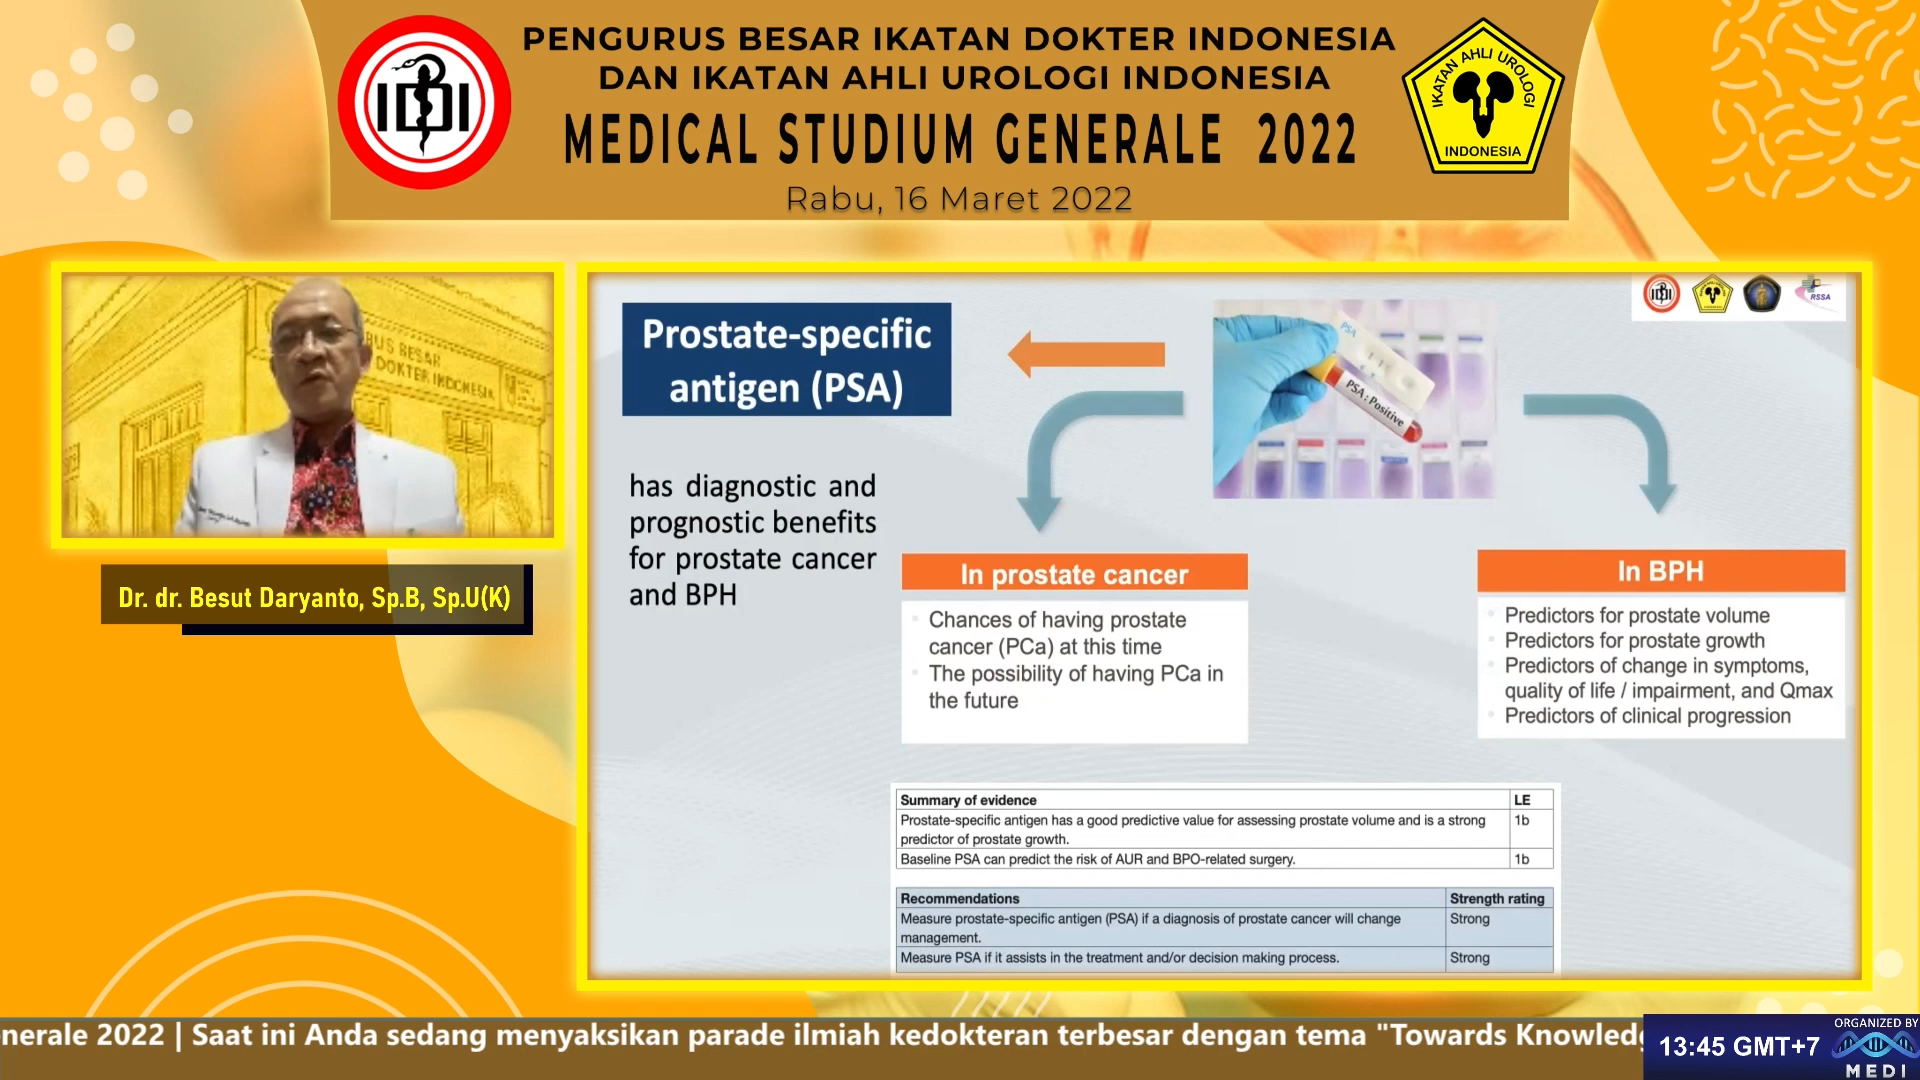 PENGURUS BESAR IKATAN DOKTER INDONESIA
DAN IKATAN AHLI UROLOGI INDONESIA
MEDICAL STUDIUM GENERALE 2022
Rabu, 16 Maret 2022
IDI
IKATAN AHLI UROLOGI
INDONESIA
RUS BESAR
DOKTER INDONESIA
Dr. dr. Besut Daryanto, Sp.B, Sp.U(K)
Prostate-specific
antigen (PSA)
has diagnostic and
prognostic benefits
for prostate cancer
and BPH
PSA
PSA : Positive
RSSA
In prostate cancer
Chances of having prostate
cancer (PCa) at this time
The possibility of having PCa in
the future
In BPH
Predictors for prostate volume
Predictors for prostate growth
Predictors of change in symptoms,
quality of life / impairment, and Qmax
Predictors of clinical progression
Summary of evidence LE
Prostate-specific antigen has a good predictive value for assessing prostate volume and is a strong 1b
predictor of prostate growth.
Baseline PSA can predict the risk of AUR and BPO-related surgery. 1b
Recommendations Strength rating
Measure prostate-specific antigen (PSA) if a diagnosis of prostate cancer will change Strong
management.
Measure PSA if it assists in the treatment and/or decision making process. Strong
nerale 2022 | Saat ini Anda sedang menyaksikan parade ilmiah kedokteran terbesar dengan tema "Towards Knowledg
13:45 GMT+7
ORGANIZED BY
MEDI